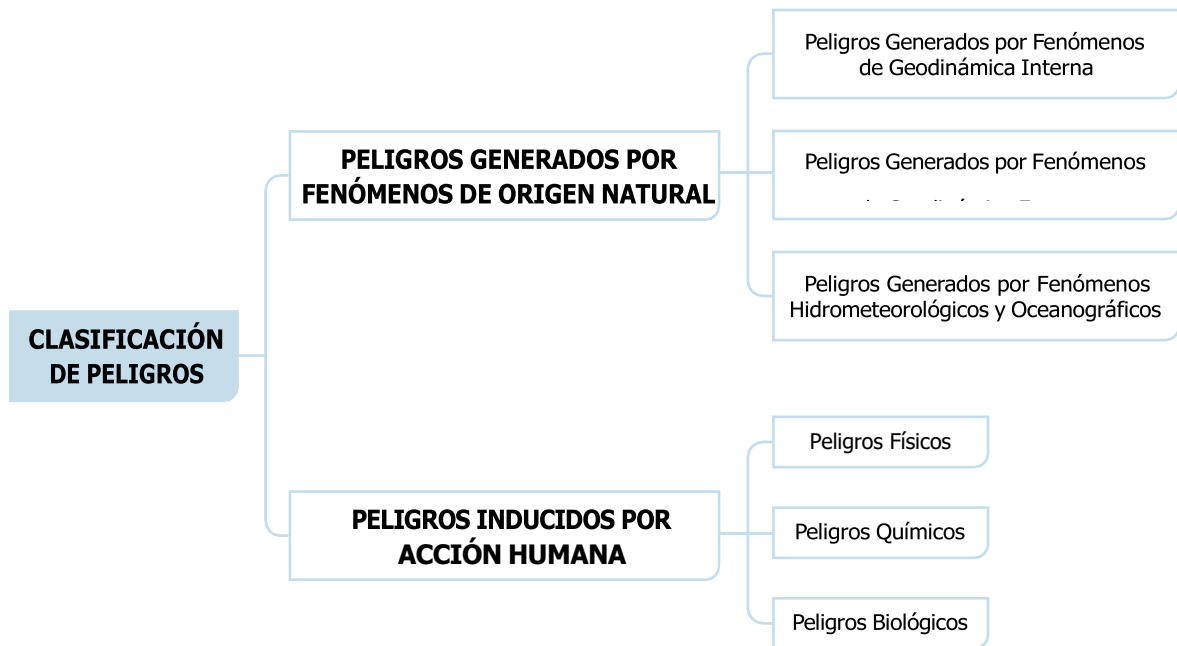 CLASIFICACIÓN
DE PELIGROS
PELIGROS GENERADOS POR
FENÓMENOS DE ORIGEN NATURAL
Peligros Generados por Fenómenos
de Geodinámica Interna
Peligros Generados por Fenómenos
Peligros Generados por Fenómenos
Hidrometeorológicos y Oceanográficos
PELIGROS INDUCIDOS POR
ACCIÓN HUMANA
Peligros Físicos
Peligros Químicos
Peligros Biológicos